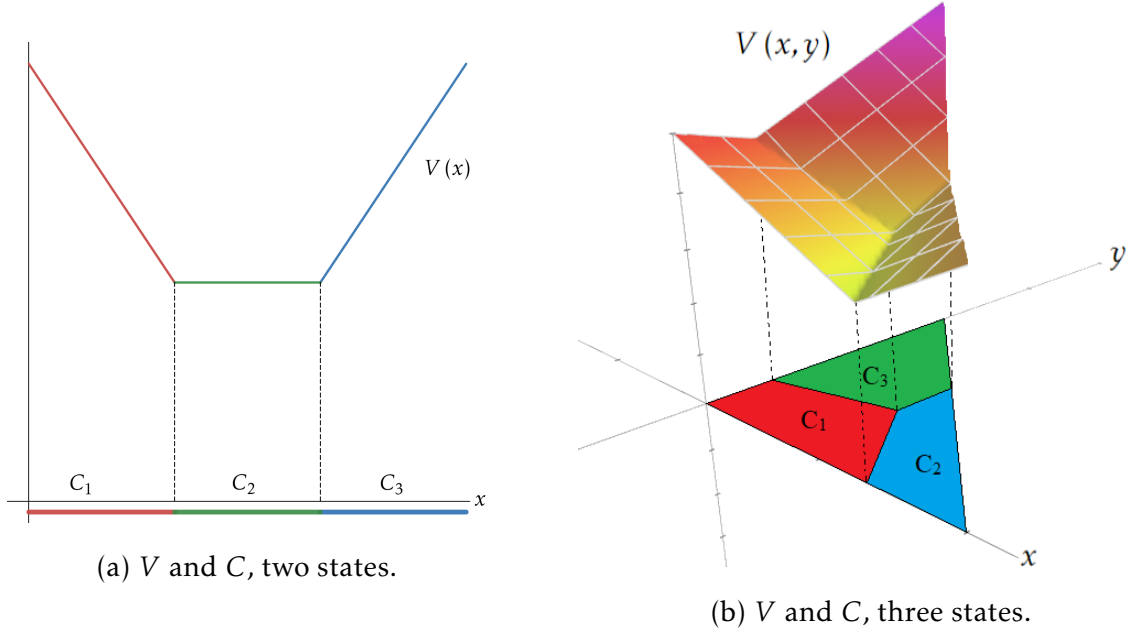 V (x)
C1
C2
C3
x
(a) V and C, two states.
V (x, y)
y
C3
C1
C2
x
(b) V and C, three states.